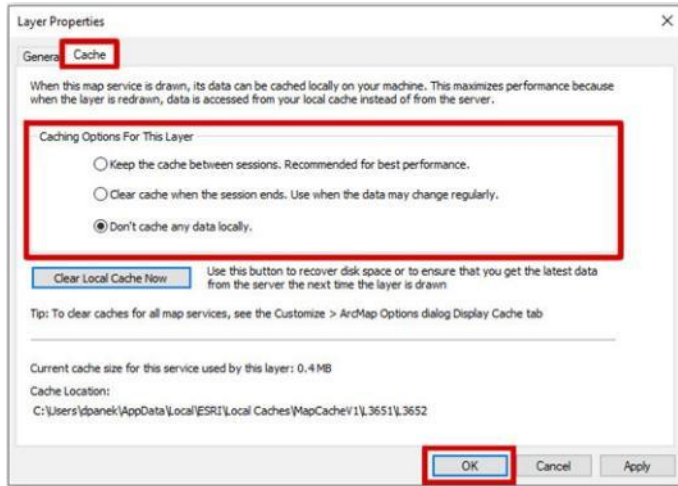 Layer Properties
Genera Cache
When this map service is drawn, its data can be cached locally on your machine. This maximizes performance because
when the layer is redrawn, data is accessed from your local cache instead of from the server.
Caching Options For This Layer
Keep the cache between sessions. Recommended for best performance.
Clear cache when the session ends. Use when the data may change regularly.
Don't cache any data locally.
Clear Local Cache Now
Use this button to recover disk space or to ensure that you get the latest data
from the server the next time the layer is drawn
Tip: To clear caches for all map services, see the Customize > ArcMap Options dialog Display Cache tab
Current cache size for this service used by this layer: 0.4 MB
Cache Location:
C:\Users\dpanek\AppData\Local\ESRI\Local Caches\MapCacheV1\L3651\L3652
OK Cancel Apply